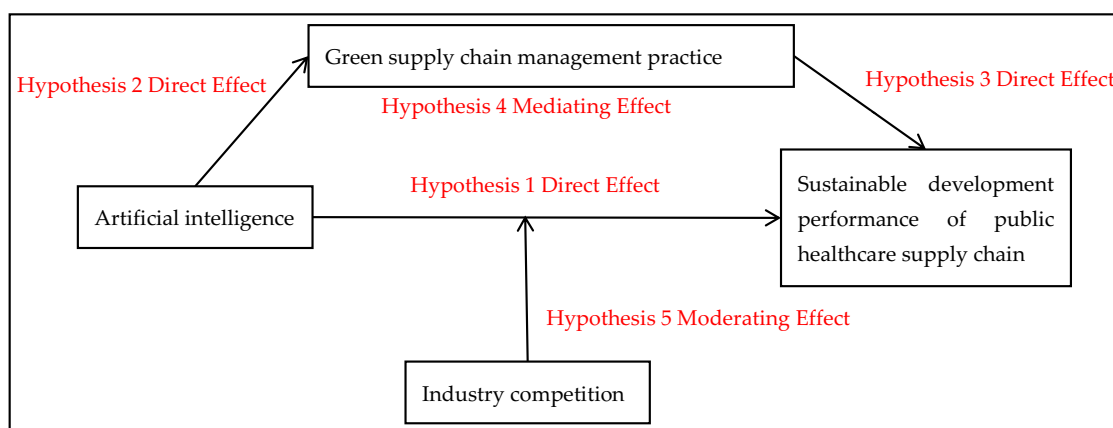 Green supply chain management practice
Hypothesis 2 Direct Effect
Hypothesis 3 Direct Effect
Hypothesis 4 Mediating Effect
Hypothesis 1 Direct Effect
Sustainable development
performance of public
healthcare supply chain
Artificial intelligence
Hypothesis 5 Moderating Effect
Industry competition